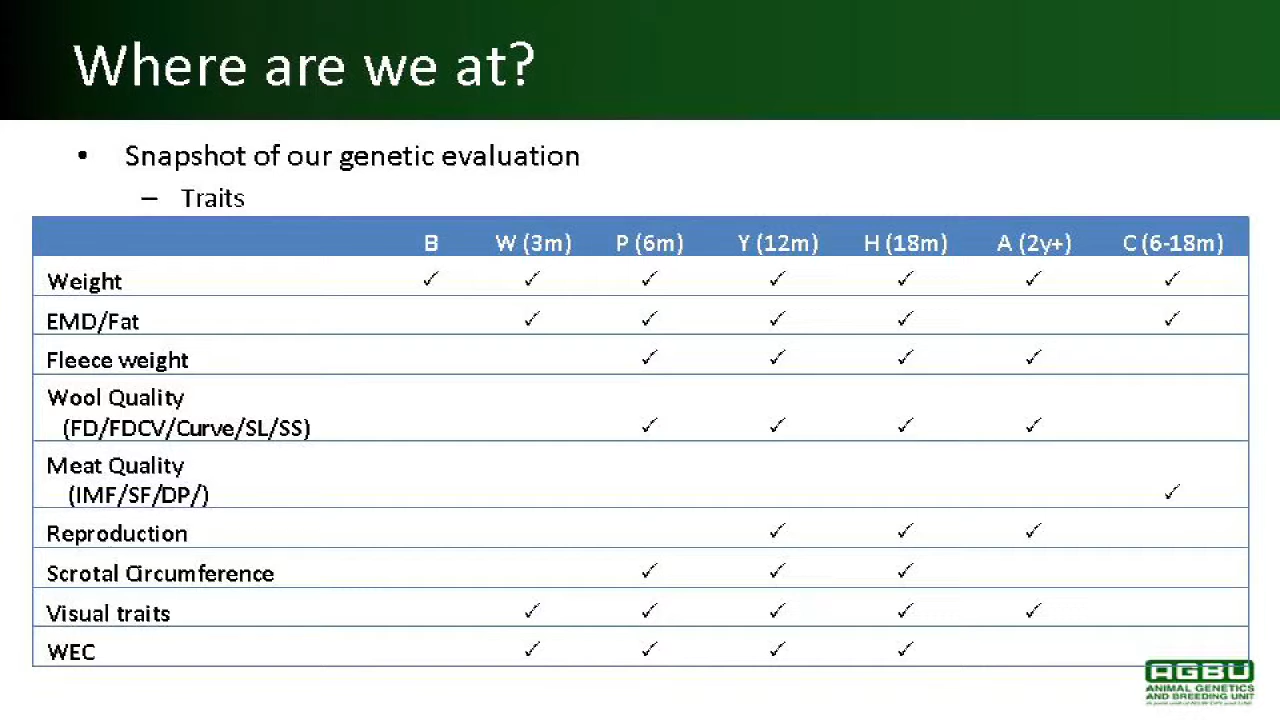 Where are we at?
• Snapshot of our genetic evaluation
– Traits
B W (3m) P (6m) Y (12m) H (18m) A (2y+) C (6-18m)
Weight ✓ ✓ ✓ ✓ ✓ ✓ ✓
EMD/Fat ✓ ✓ ✓ ✓ ✓
Fleece weight ✓ ✓ ✓ ✓
Wool Quality
(FD/FDCV/Curve/SL/SS) ✓ ✓ ✓ ✓
Meat Quality
(IMF/SF/DP/) ✓
Reproduction ✓ ✓ ✓
Scrotal Circumference ✓ ✓ ✓
Visual traits ✓ ✓ ✓ ✓ ✓
WEC ✓ ✓ ✓ ✓
AGBU
ANIMAL GENETICS
AND BREEDING UNIT